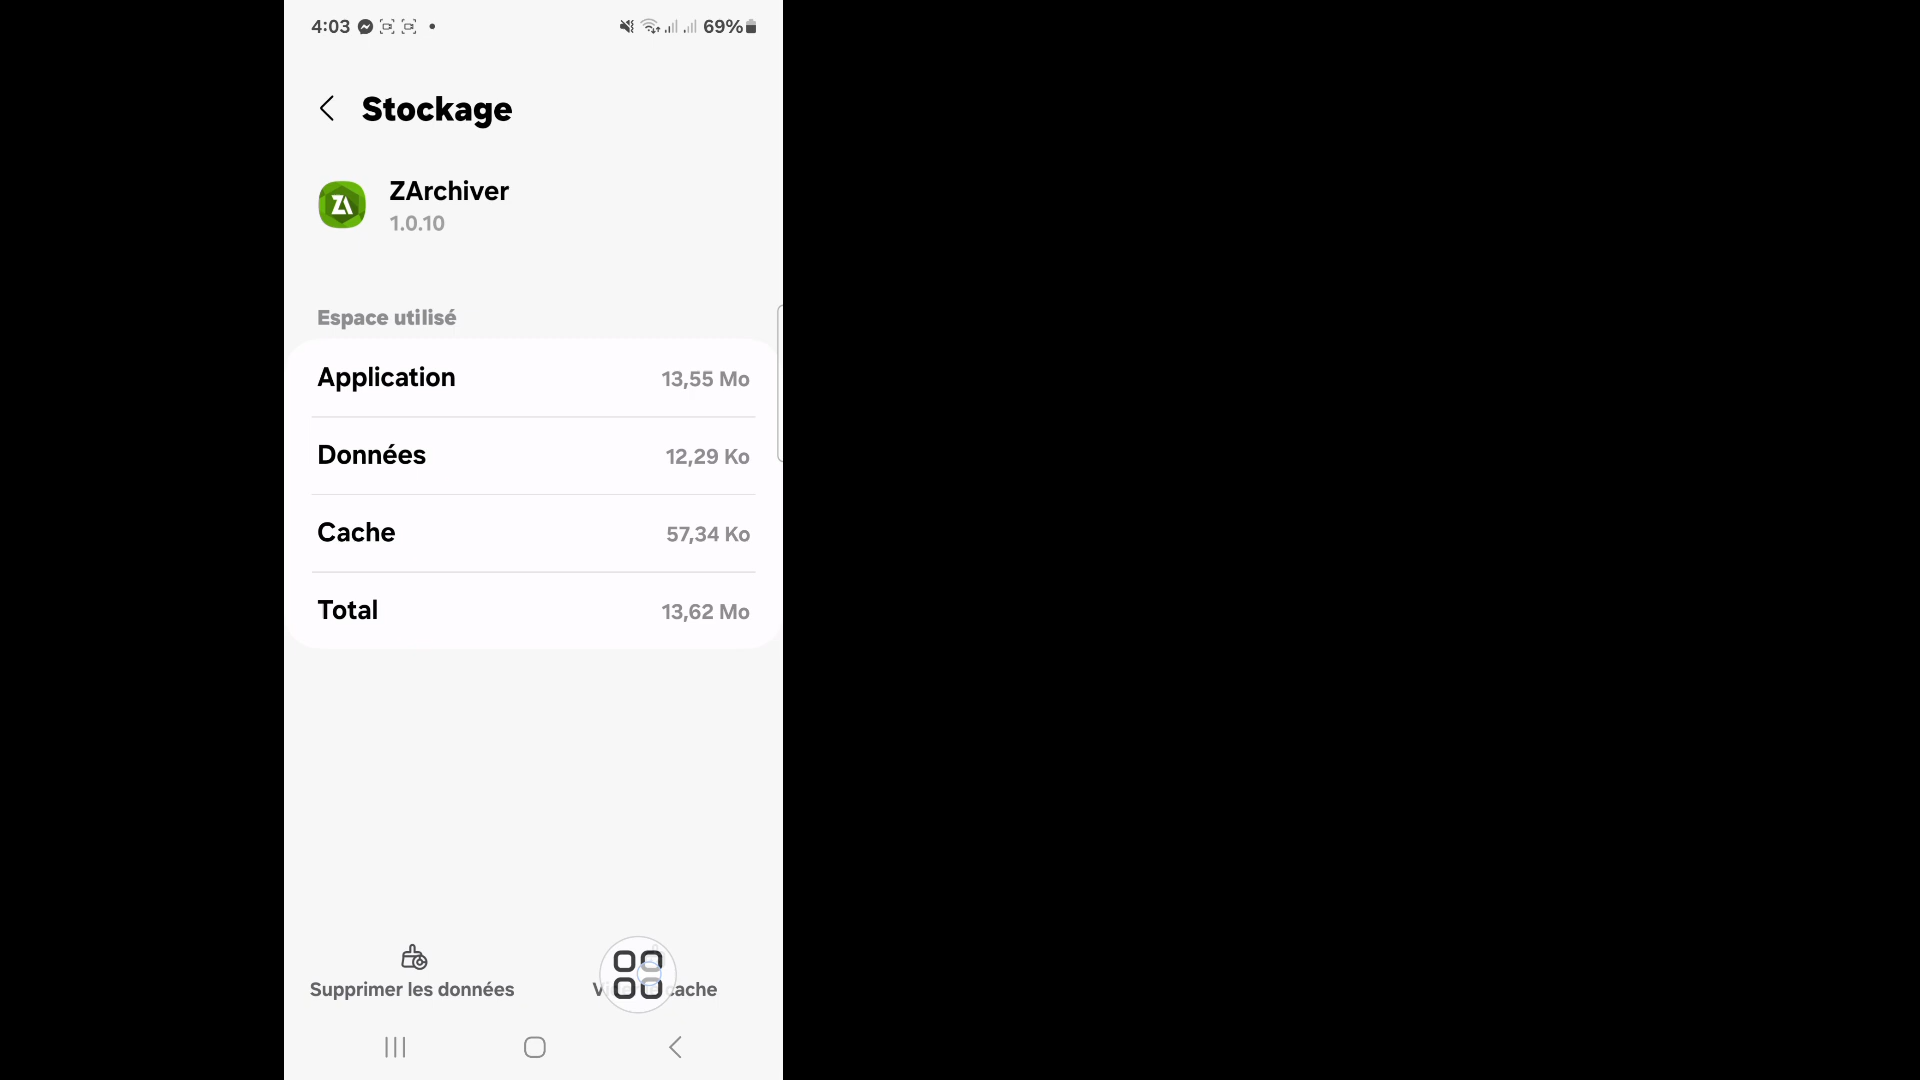 4:03 69%
Stockage
ZArchiver
1.0.10
Espace utilisé
Application 13,55 Mo
Données 12,29 Ko
Cache 57,34 Ko
Total 13,62 Mo
Supprimer les données cache